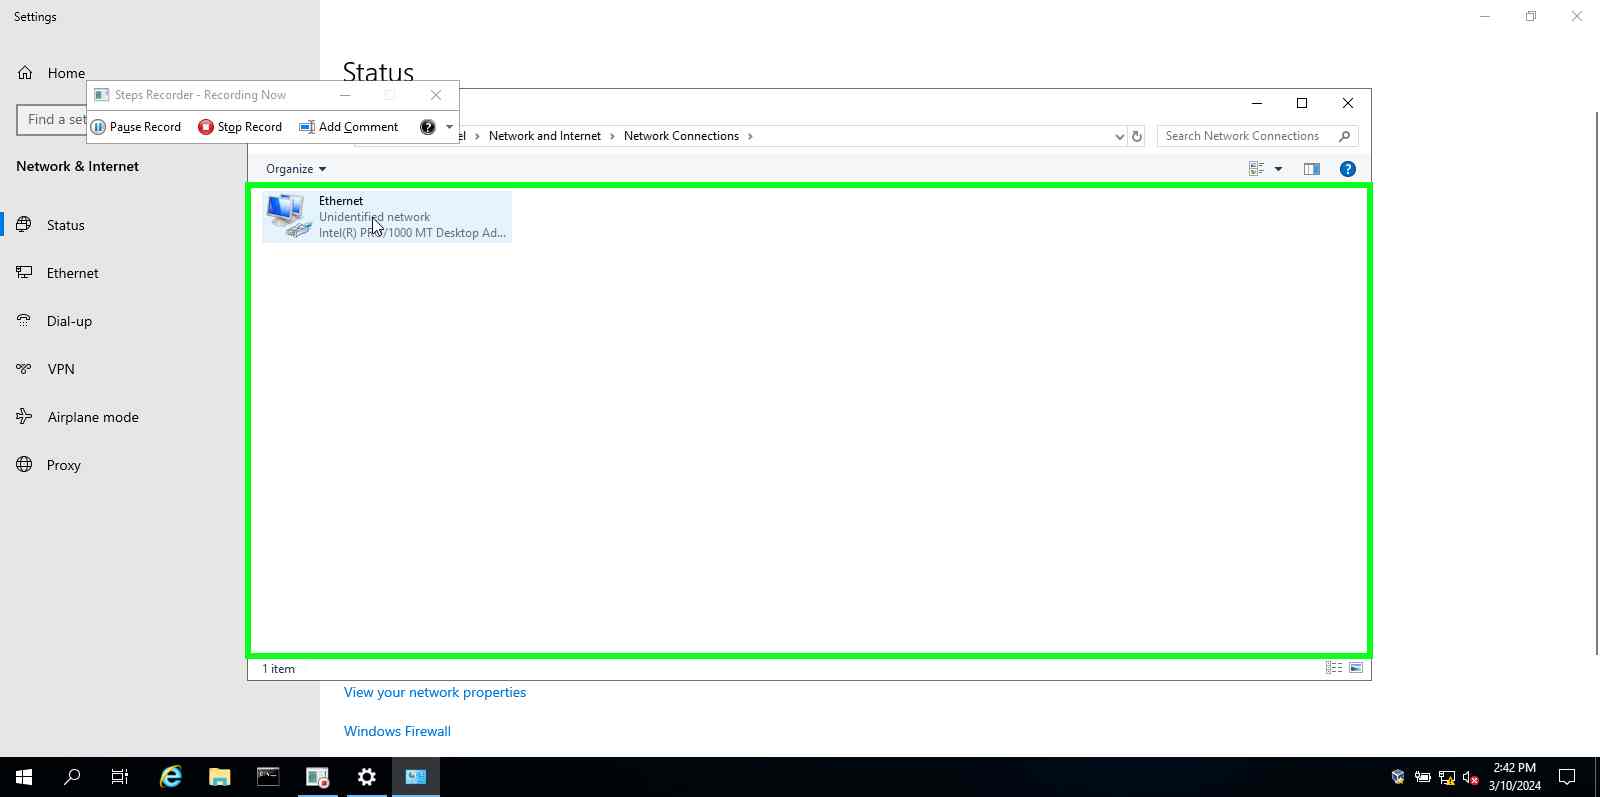 Settings
Home
Find a set
Network & Internet
Status
Ethernet
Dial-up
VPN
Airplane mode
Proxy
Status
Steps Recorder - Recording Now
Pause Record
Stop Record
Add Comment
el > Network and Internet > Network Connections >
Search Network Connections
Organize
Ethernet
Unidentified network
Intel(R) PRO/1000 MT Desktop Ad...
1 item
View your network properties
Windows Firewall
2:42 PM
3/10/2024